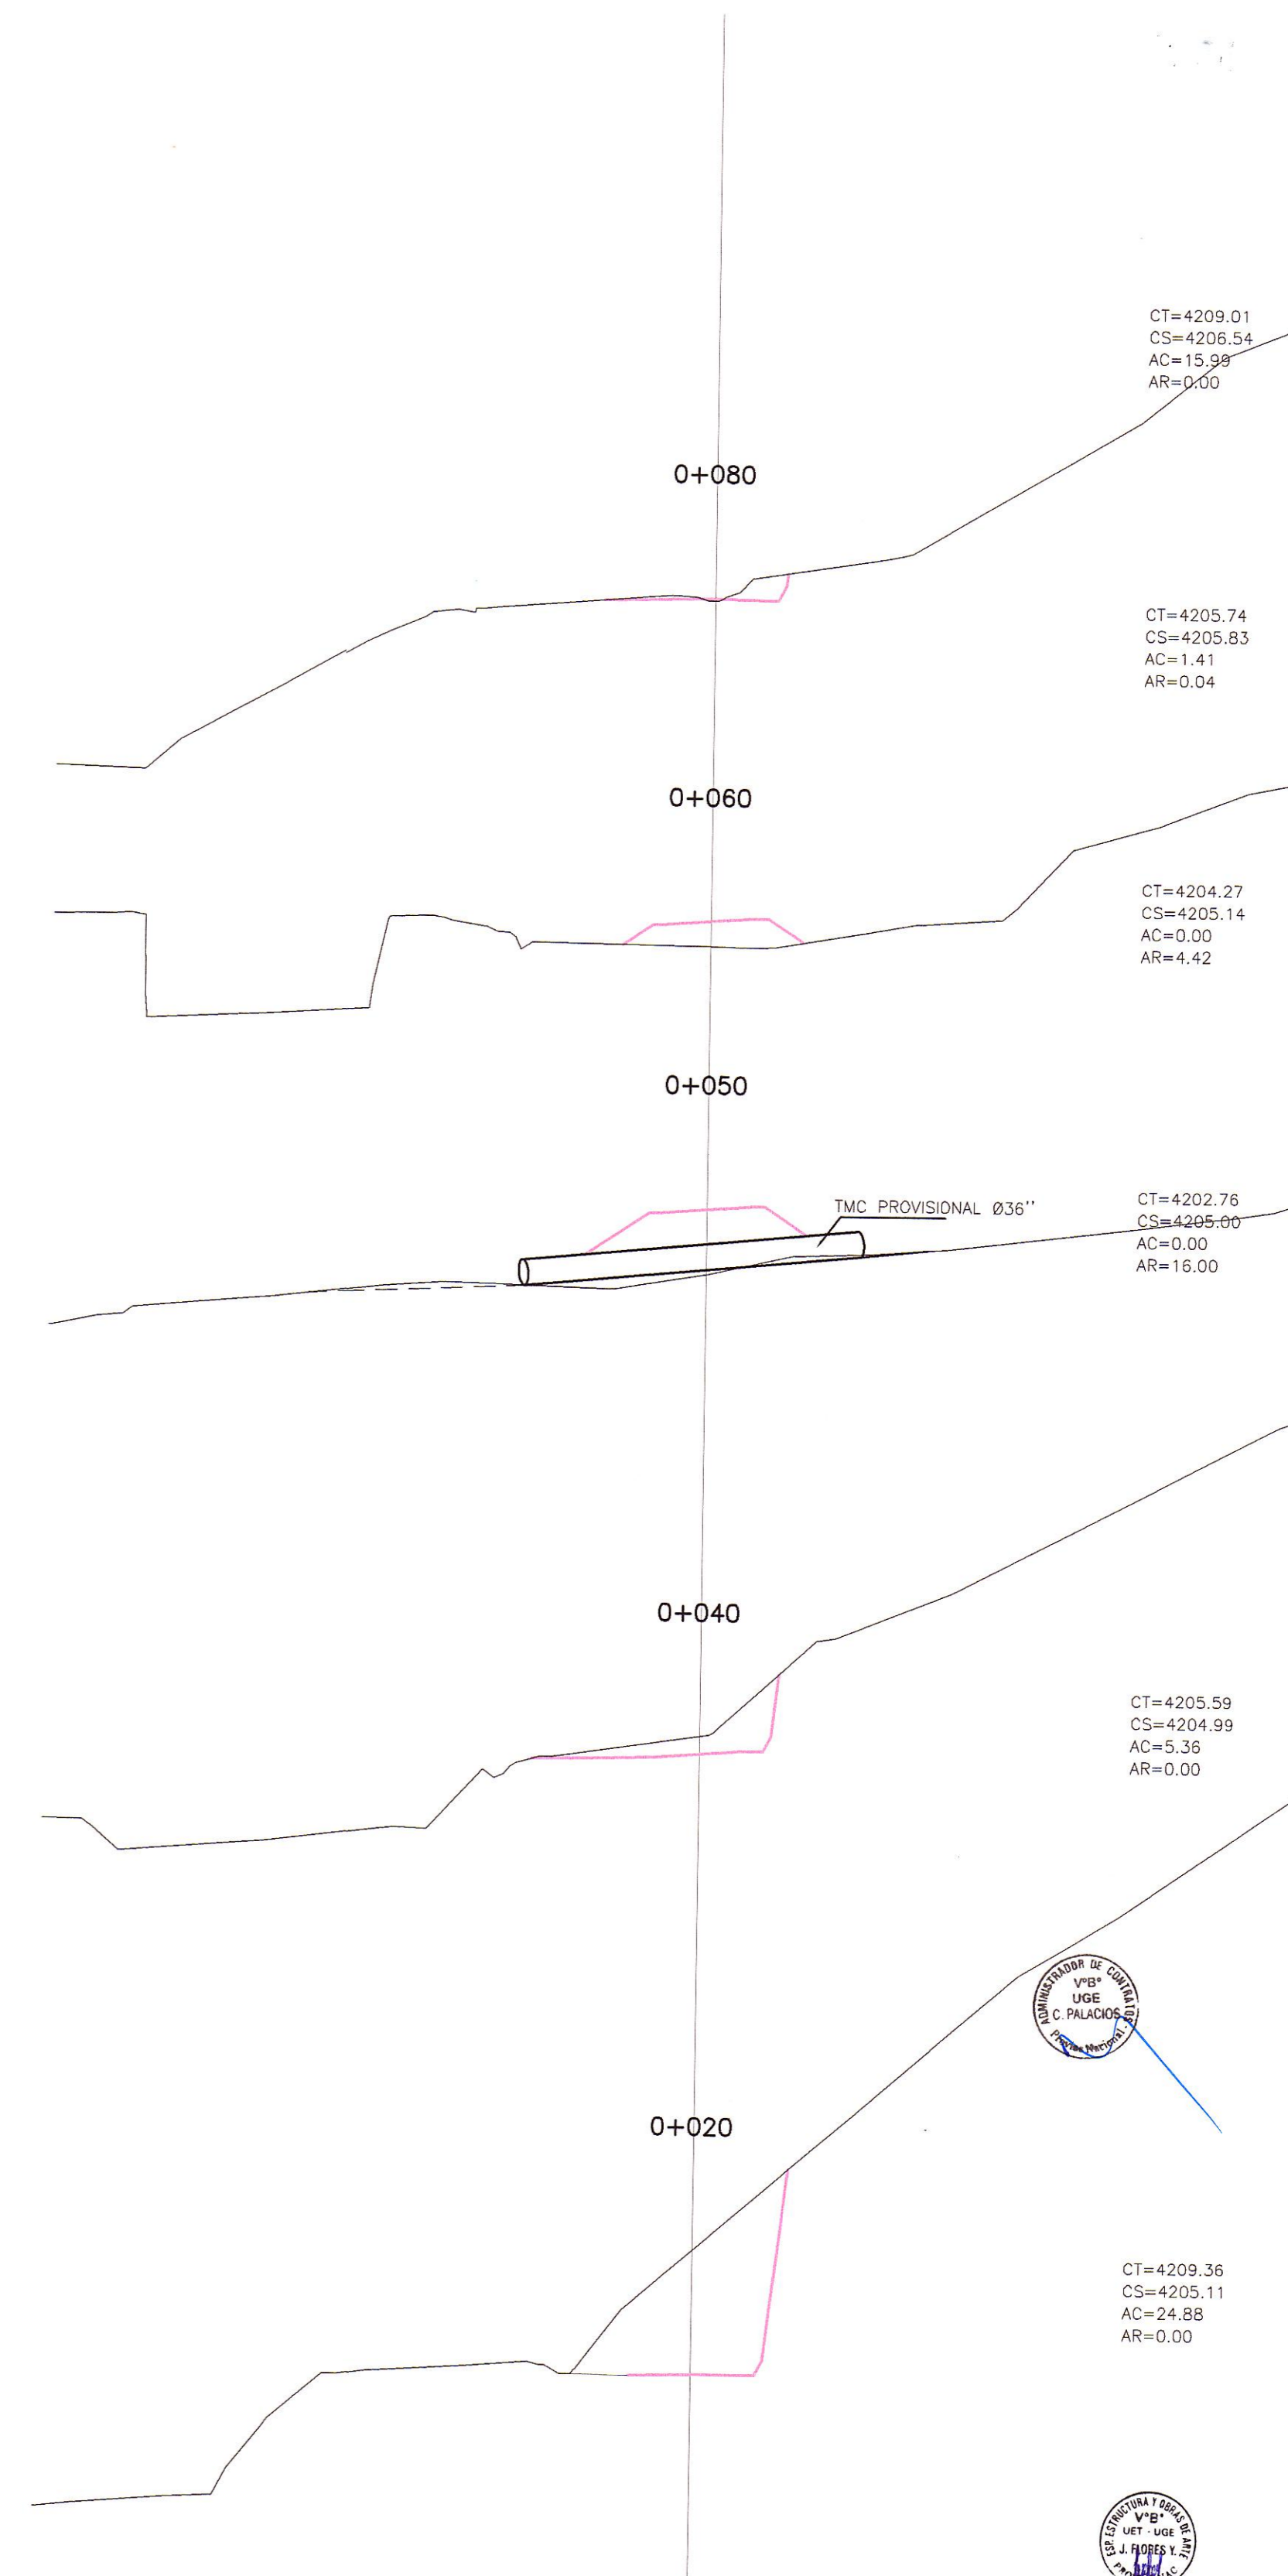 CT=4209.01
CS=4206.54
AC=15.99
AR=0.00
0+080
CT=4205.74
CS=4205.83
AC=1.41
AR=0.04
0+060
CT=4204.27
CS=4205.14
AC=0.00
AR=4.42
0+050
TMC PROVISIONAL Ø36''
CT=4202.76
CS=4205.00
AC=0.00
AR=16.00
0+040
CT=4205.59
CS=4204.99
AC=5.36
AR=0.00
ADMINISTRADOR DE CONTRATOS
V°B°
UGE
C. PALACIOS
Provias Nacional
0+020
CT=4209.36
CS=4205.11
AC=24.88
AR=0.00
ESP. ESTRUCTURA Y OBRAS DE ARTE
V°B°
UET - UGE
J. FLORES Y.